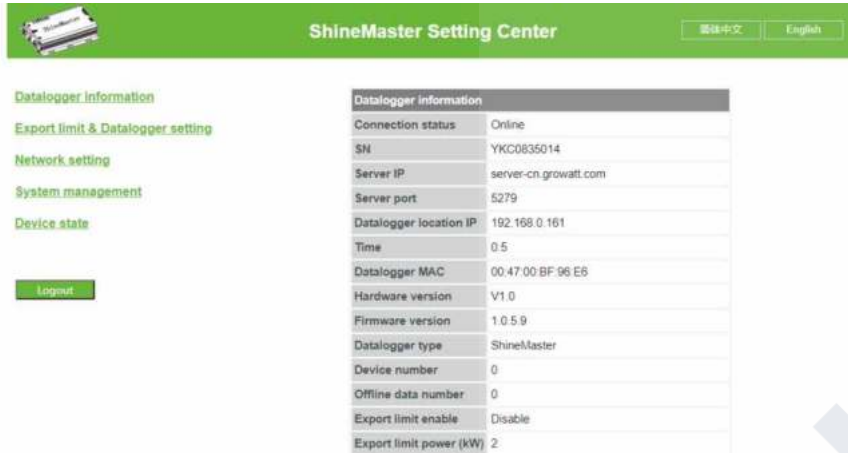 ShineMaster
ShineMaster Setting Center
简体中文
English
Datalogger information
Export limit & Datalogger setting
Network setting
System management
Device state
Logout
Datalogger information
Connection status Online
SN YKC0835014
Server IP server-cn.growatt.com
Server port 5279
Datalogger location IP 192.168.0.161
Time 0.5
Datalogger MAC 00:47:00:BF:96:E6
Hardware version V1.0
Firmware version 1.0.5.9
Datalogger type ShineMaster
Device number 0
Offline data number 0
Export limit enable Disable
Export limit power (kW) 2